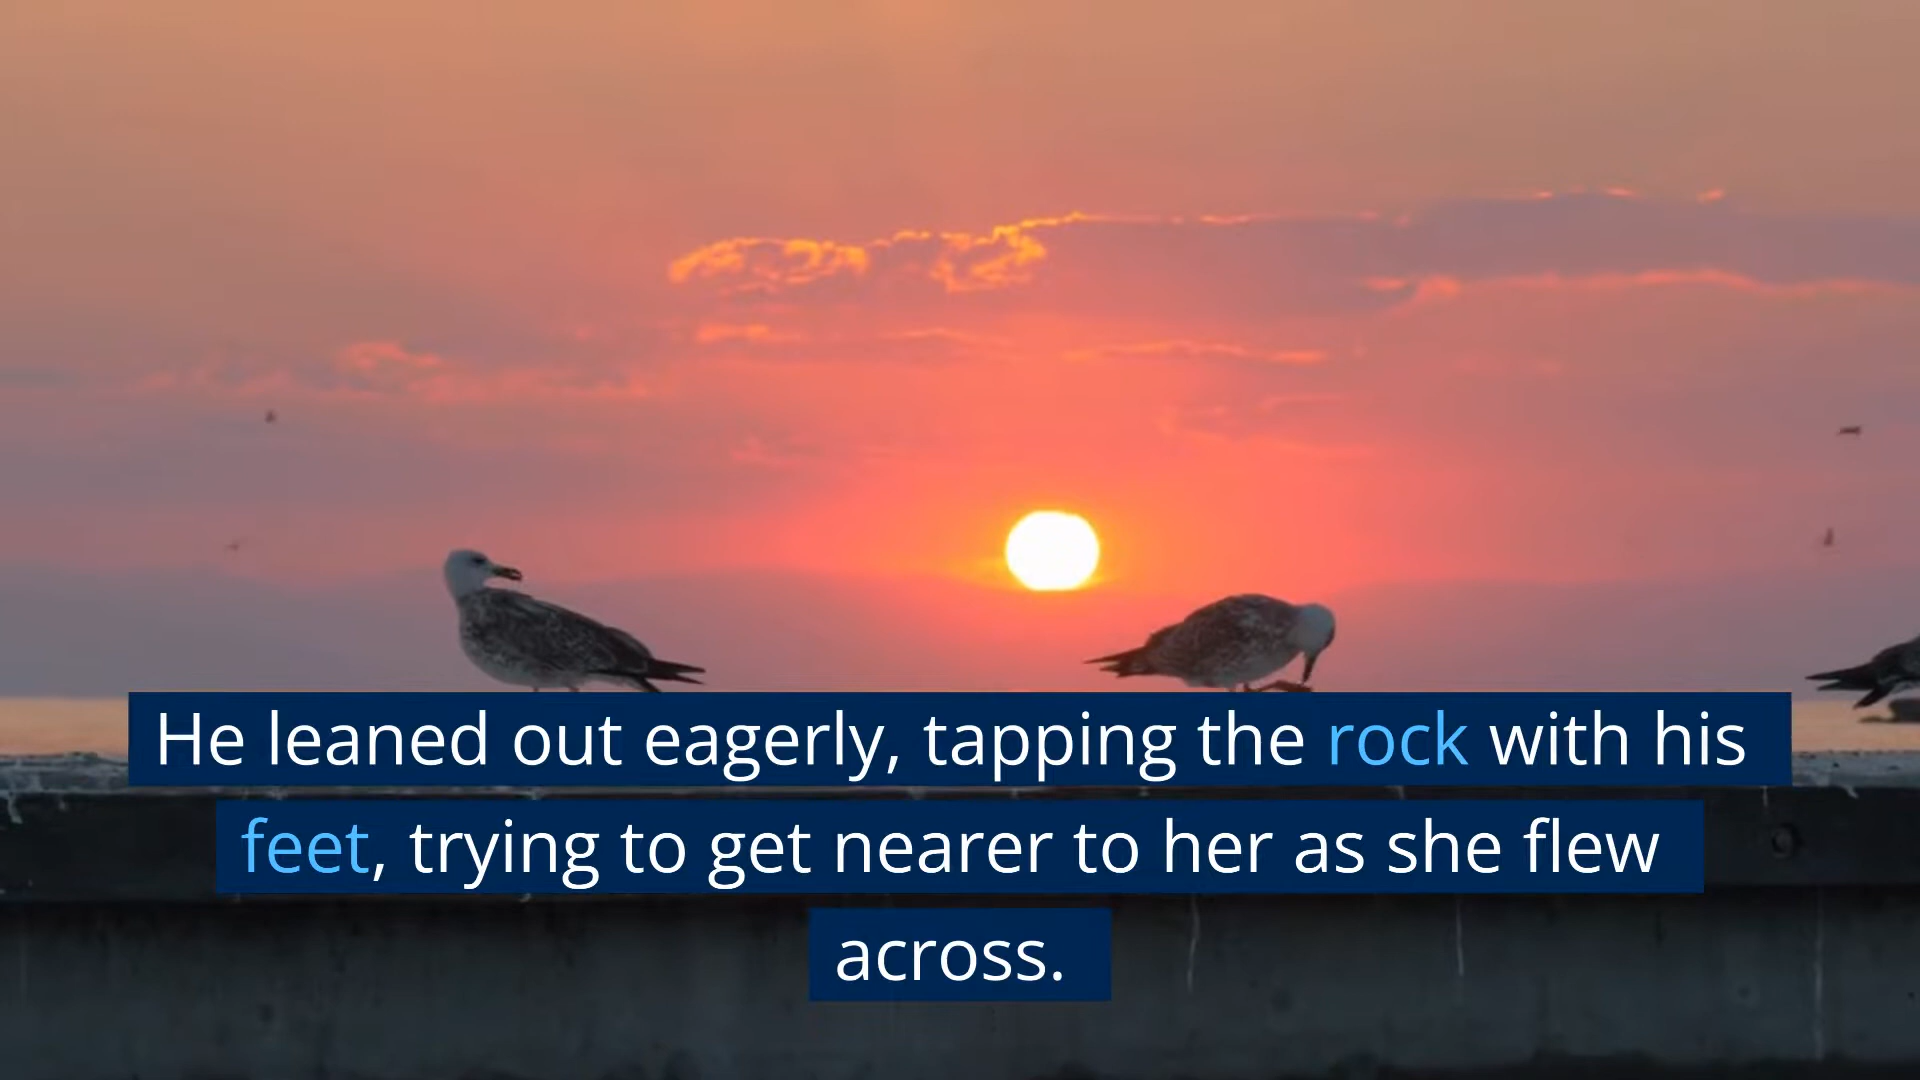 He leaned out eagerly, tapping the rock with his
feet, trying to get nearer to her as she flew
across.